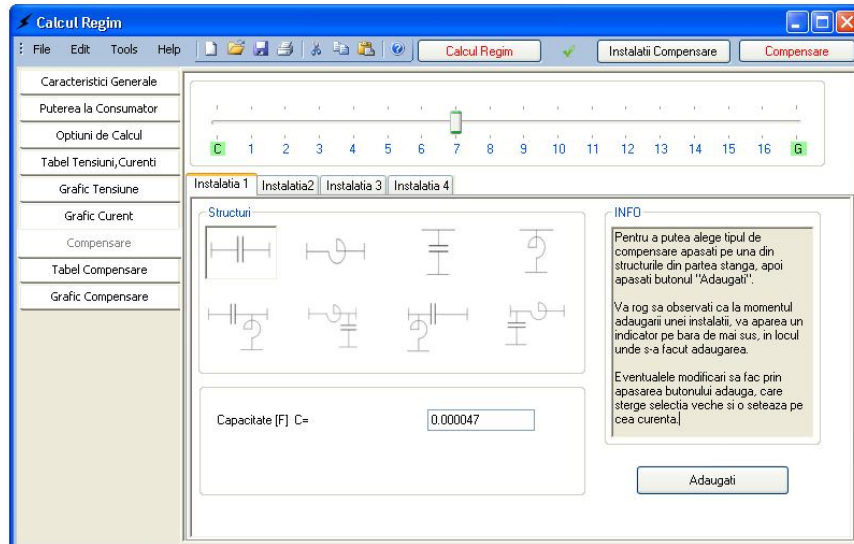 Calcul Regim
File Edit Tools Help Calcul Regim Instalatii Compensare Compensare
Caracteristici Generale
Puterea la Consumator
Optiuni de Calcul
Tabel Tensiuni,Curenti
Grafic Tensiune
Grafic Curent
Compensare
Tabel Compensare
Grafic Compensare
C 1 2 3 4 5 6 7 8 9 10 11 12 13 14 15 16 G
Instalatia 1 Instalatia2 Instalatia 3 Instalatia 4
Structuri
Capacitate [F] C= 0.000047
INFO
Pentru a putea alege tipul de
compensare apasati pe una din
structurile din partea stanga, apoi
apasati butonul "Adaugati".
Va rog sa observati ca la momentul
adaugarii unei instalatii, va aparea un
indicator pe bara de mai sus, in locul
unde s-a facut adaugarea.
Eventualele modificari sa fac prin
apasarea butonului adauga, care
sterge selectia veche si o seteaza pe
cea curenta.
Adaugati